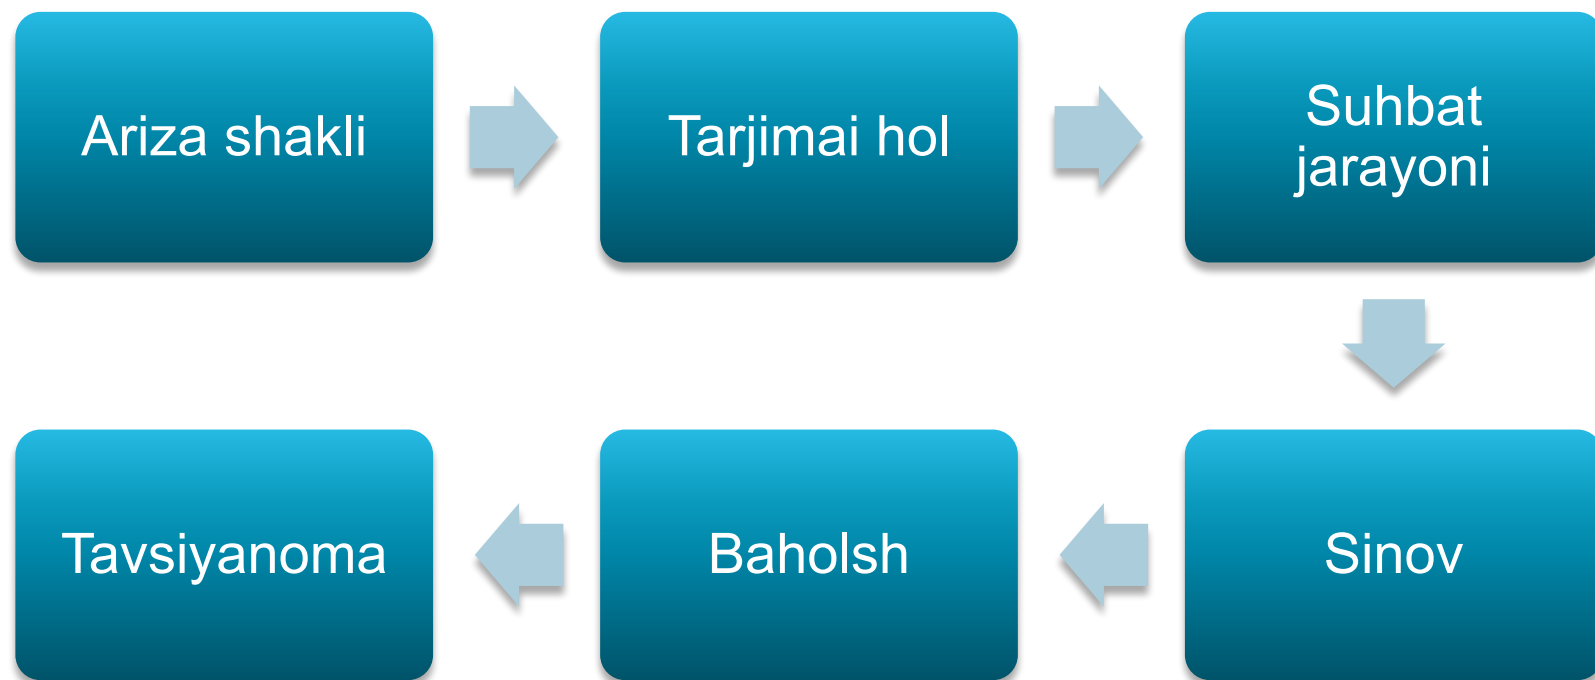 Ariza shakli
Tarjimai hol
Suhbat
jarayoni
Sinov
Baholsh
Tavsiyanoma